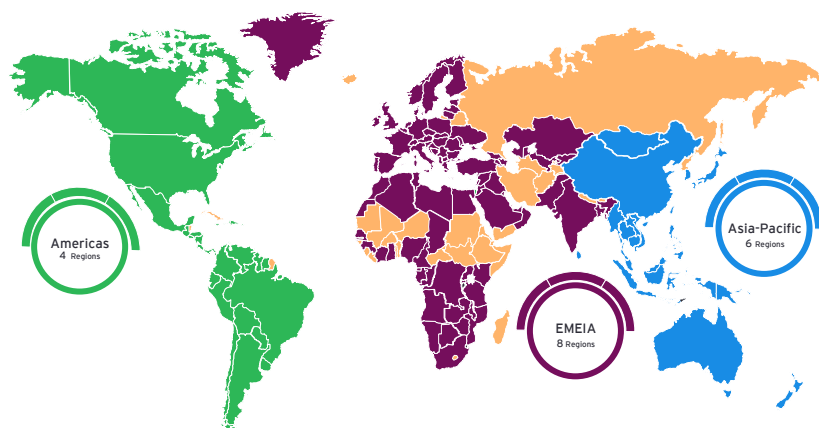 Americas
4 Regions
EMEIA
8 Regions
Asia-Pacific
6 Regions